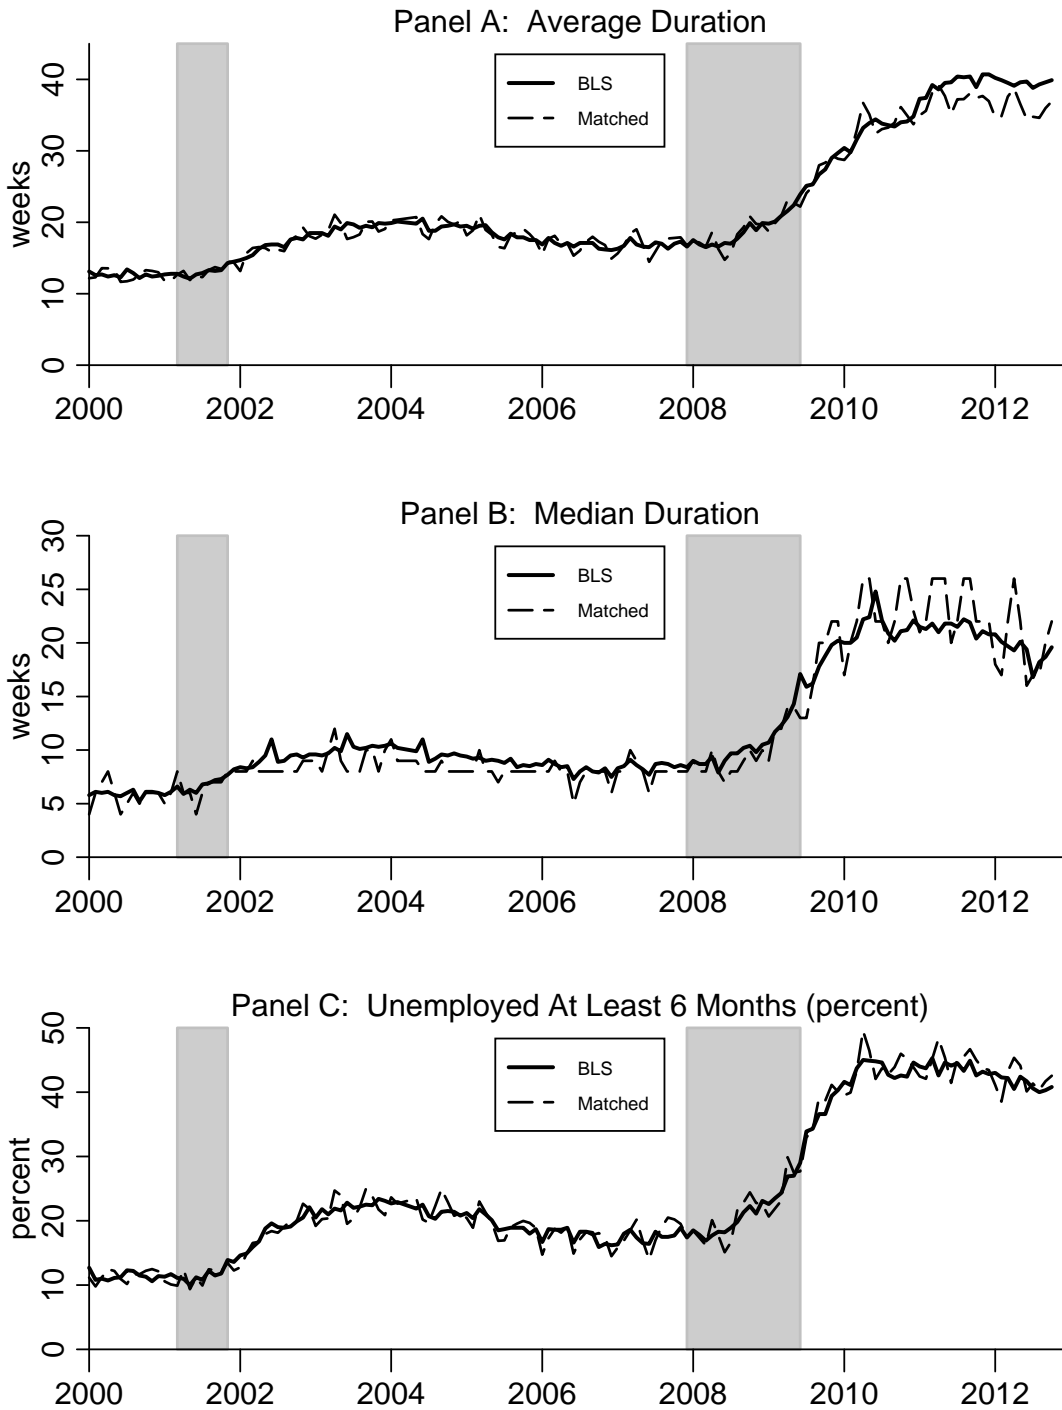 Panel A:  Average Duration
BLS
Matched
weeks
40
30
20
10
0
2000 2002 2004 2006 2008 2010 2012
Panel B:  Median Duration
BLS
Matched
weeks
30
25
20
15
10
5
0
2000 2002 2004 2006 2008 2010 2012
Panel C:  Unemployed At Least 6 Months (percent)
BLS
Matched
percent
50
40
30
20
10
0
2000 2002 2004 2006 2008 2010 2012